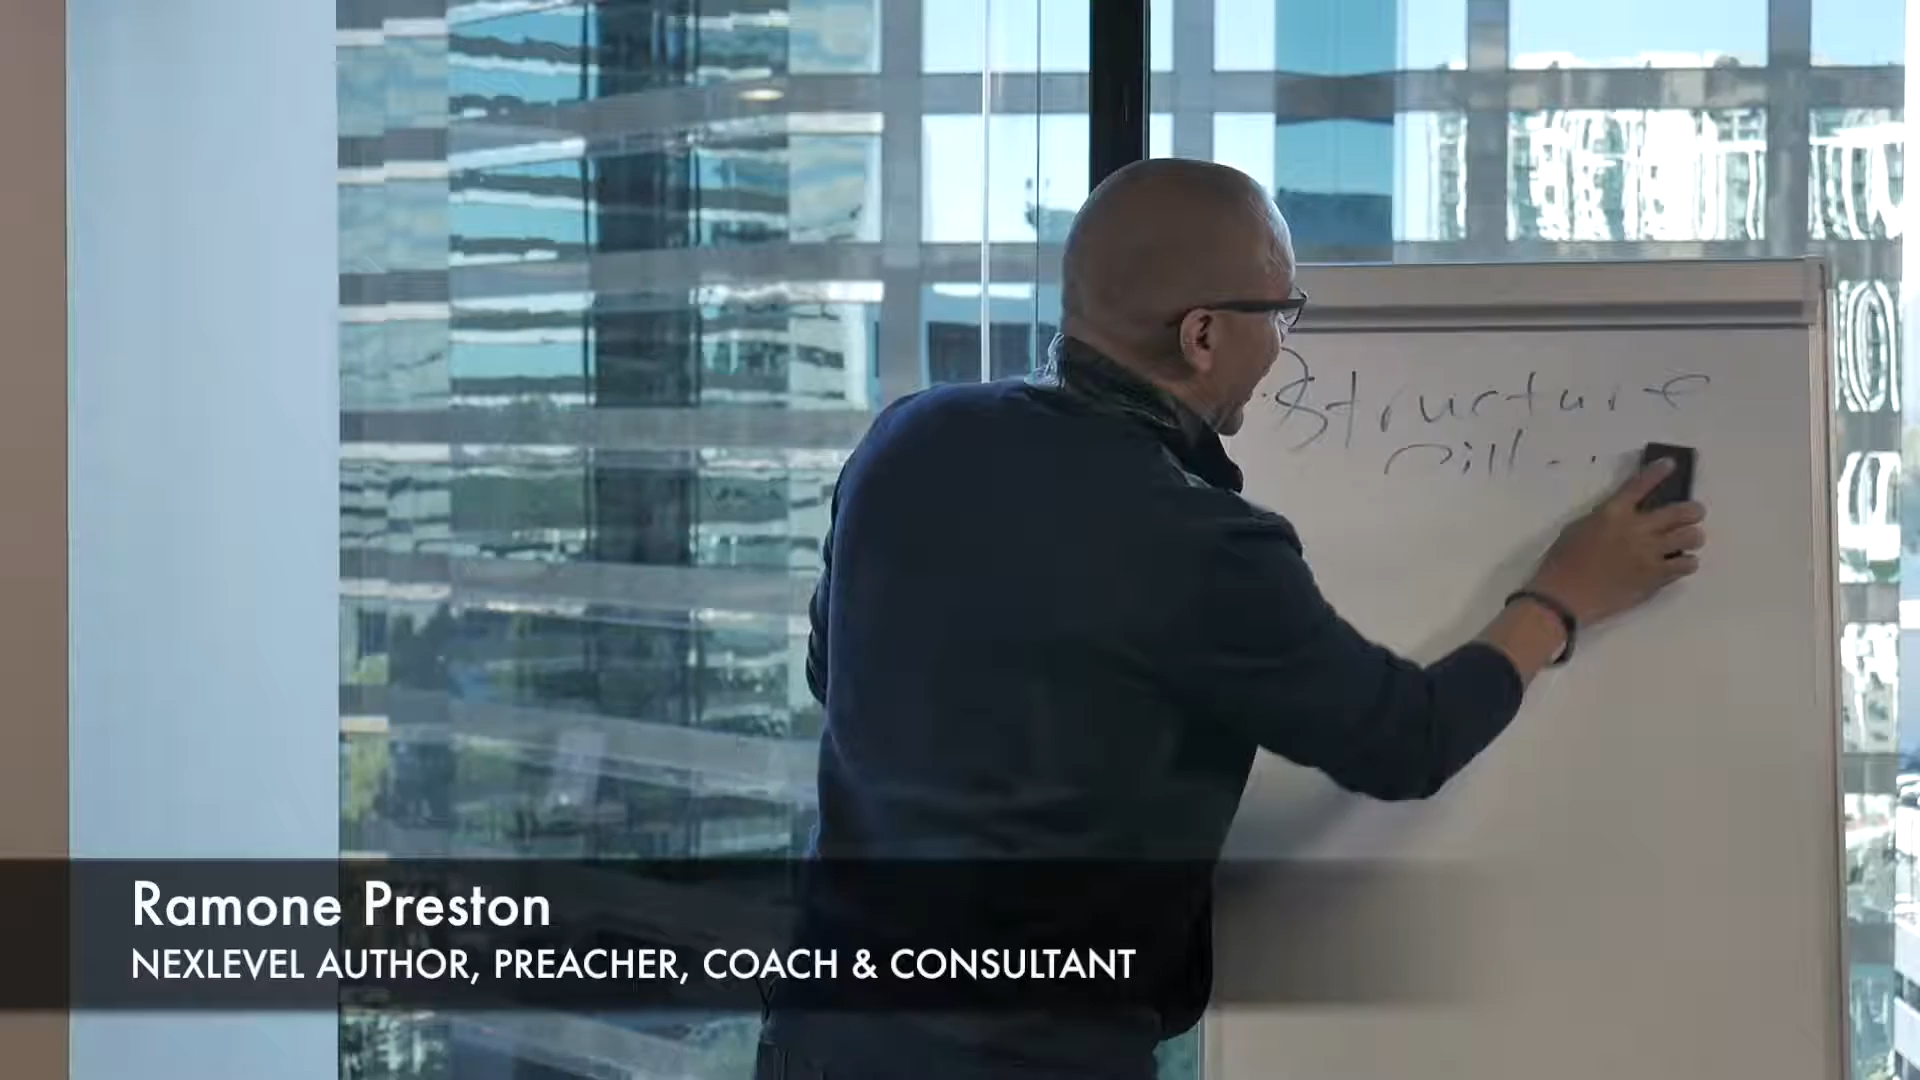 Structure
Ramone Preston
NEXLEVEL AUTHOR, PREACHER, COACH & CONSULTANT